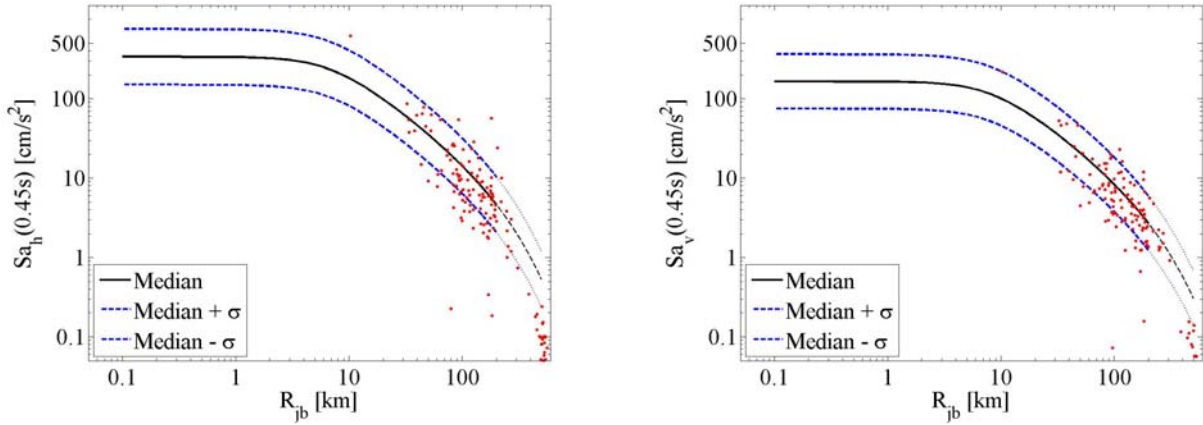 500
100
10
1
0.1
Sa_h(0.45s) [cm/s²]
Median
Median + σ
Median - σ
0.1
1
10
100
R_jb [km]
500
100
10
1
0.1
Sa_v(0.45s) [cm/s²]
Median
Median + σ
Median - σ
0.1
1
10
100
R_jb [km]